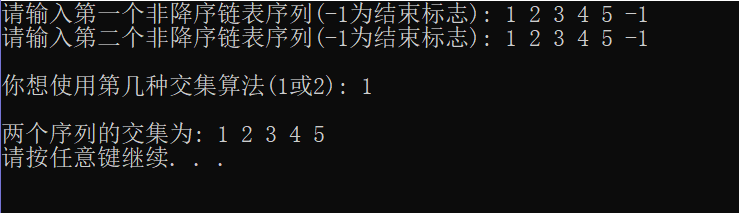 请输入第一个非降序链表序列(-1为结束标志): 1 2 3 4 5 -1
请输入第二个非降序链表序列(-1为结束标志): 1 2 3 4 5 -1
你想使用第几种交集算法(1或2): 1
两个序列的交集为: 1 2 3 4 5
请按任意键继续. . .